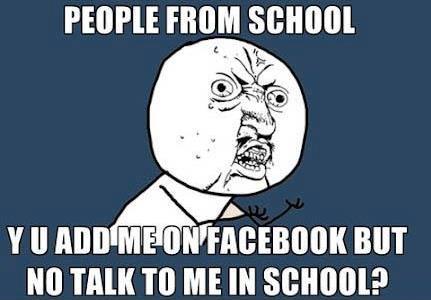 PEOPLE FROM SCHOOL
Y U ADD ME ON FACEBOOK BUT
NO TALK TO ME IN SCHOOL?